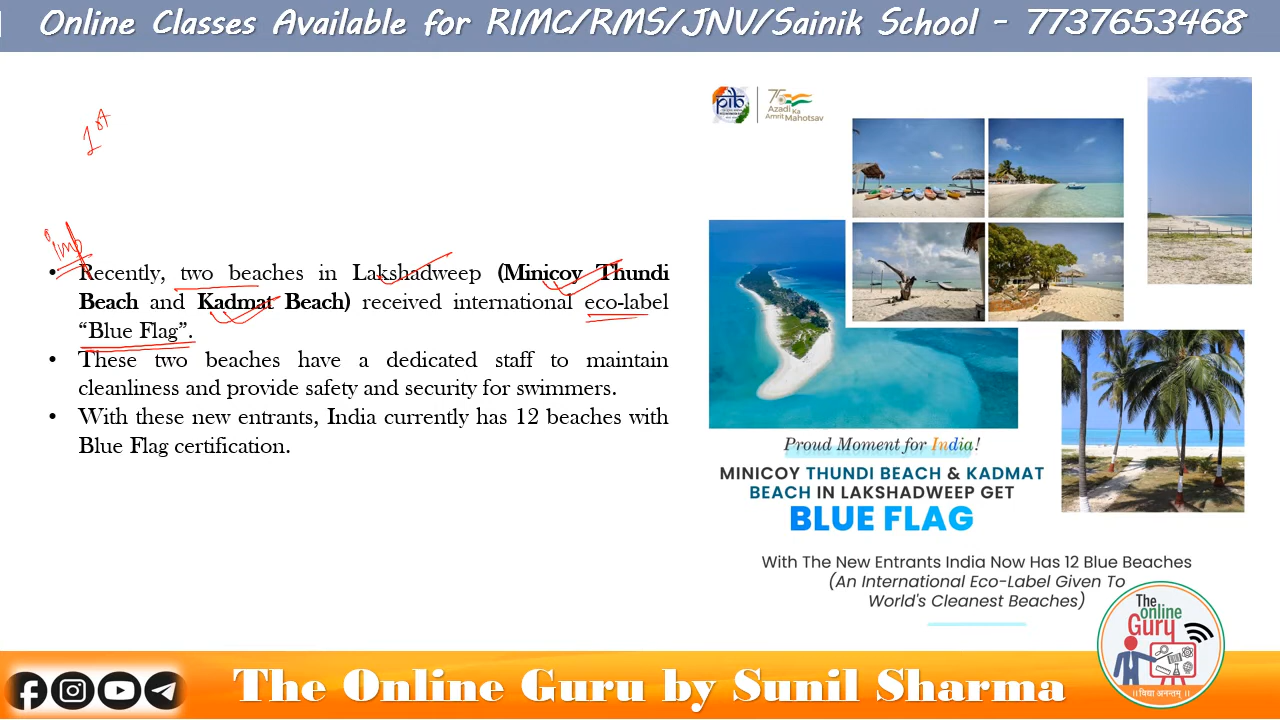 Online Classes Available for RIMC/RMS/JNV/Sainik School - 7737653468
1st
imp
• Recently, two beaches in Lakshadweep (Minicoy Thundi
Beach and Kadmat Beach) received international eco-label
“Blue Flag”.
• These two beaches have a dedicated staff to maintain
cleanliness and provide safety and security for swimmers.
• With these new entrants, India currently has 12 beaches with
Blue Flag certification.
pib
75
Azadi Ka
Amrit Mahotsav
Proud Moment for India!
MINICOY THUNDI BEACH & KADMAT
BEACH IN LAKSHADWEEP GET
BLUE FLAG
With The New Entrants India Now Has 12 Blue Beaches
(An International Eco-Label Given To
World's Cleanest Beaches)
The
online
Guru
।। विद्या अनन्तम् ।।
The Online Guru by Sunil Sharma